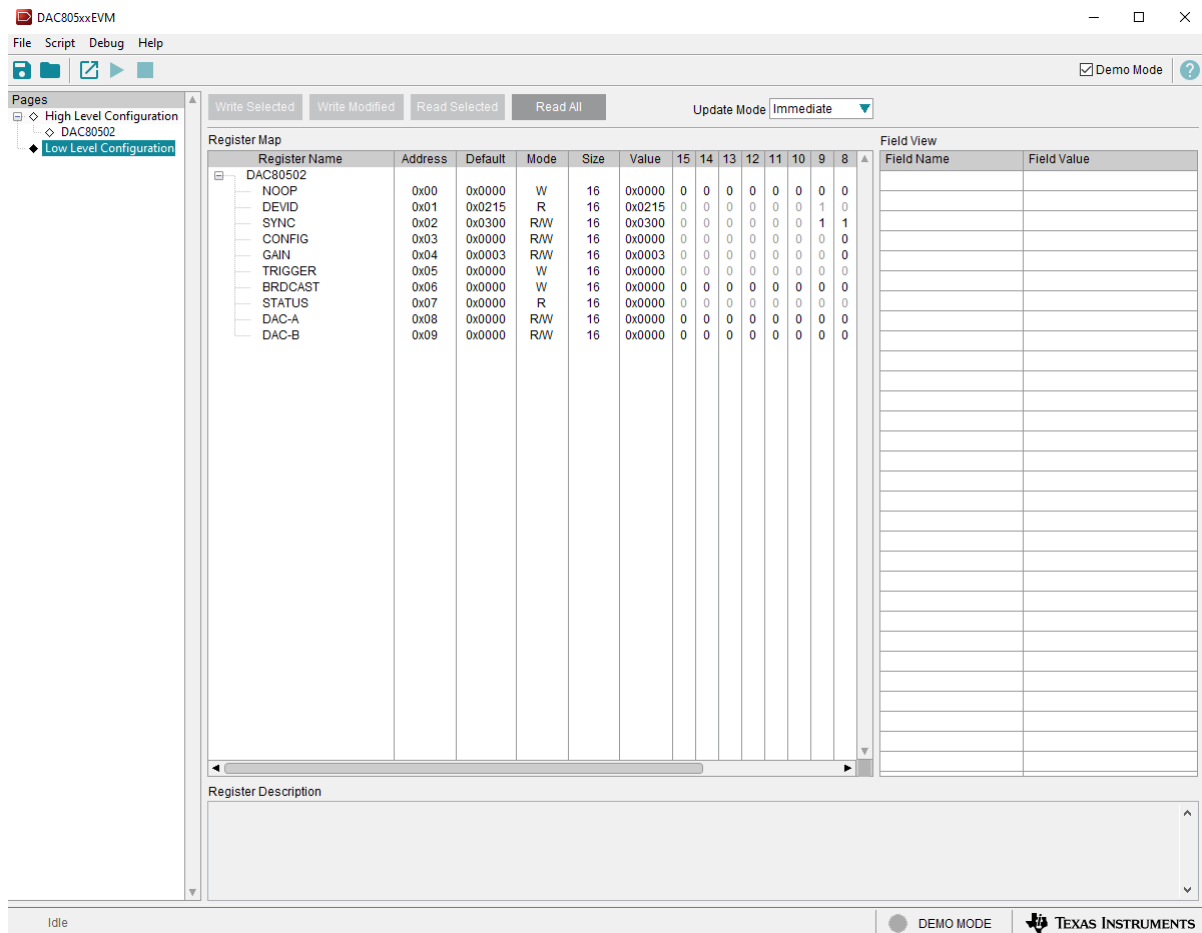 DAC805xxEVM
File Script Debug Help
Demo Mode
?
Pages
High Level Configuration
DAC80502
Low Level Configuration
Write Selected Write Modified Read Selected Read All Update Mode Immediate
Register Map
Register Name Address Default Mode Size Value 15 14 13 12 11 10 9 8
DAC80502
NOOP 0x00 0x0000 W 16 0x0000 0 0 0 0 0 0 0 0
DEVID 0x01 0x0215 R 16 0x0215 0 0 0 0 0 0 1 0
SYNC 0x02 0x0300 R/W 16 0x0300 0 0 0 0 0 0 1 1
CONFIG 0x03 0x0000 R/W 16 0x0000 0 0 0 0 0 0 0 0
GAIN 0x04 0x0003 R/W 16 0x0003 0 0 0 0 0 0 0 0
TRIGGER 0x05 0x0000 W 16 0x0000 0 0 0 0 0 0 0 0
BRDCAST 0x06 0x0000 W 16 0x0000 0 0 0 0 0 0 0 0
STATUS 0x07 0x0000 R 16 0x0000 0 0 0 0 0 0 0 0
DAC-A 0x08 0x0000 R/W 16 0x0000 0 0 0 0 0 0 0 0
DAC-B 0x09 0x0000 R/W 16 0x0000 0 0 0 0 0 0 0 0
Field View
Field Name Field Value
Register Description
Idle
DEMO MODE
TEXAS INSTRUMENTS